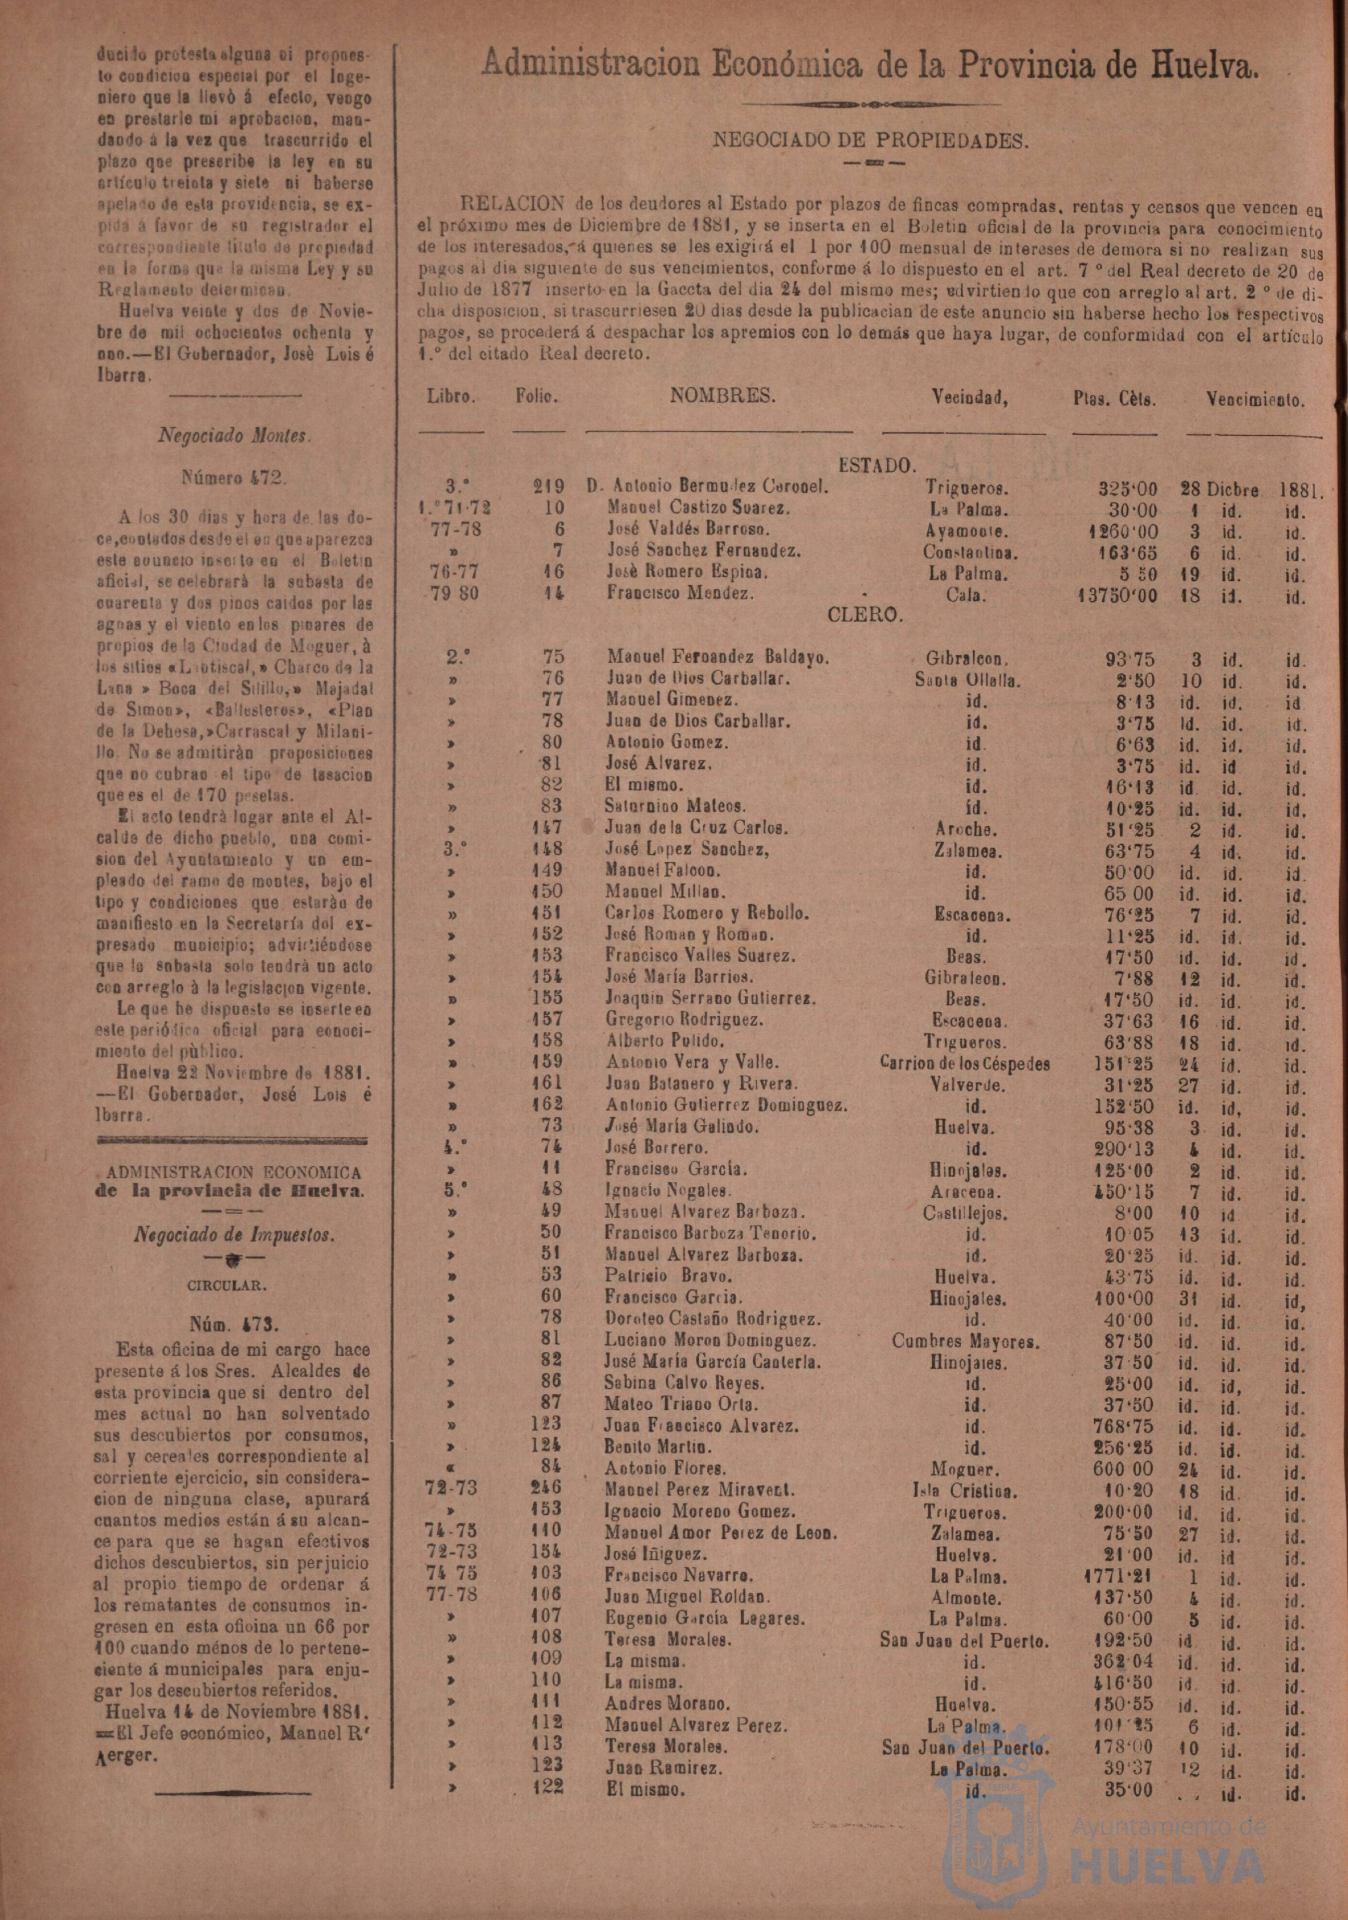 ducido protesta alguna ni propues-
to condicion especial por el Inge-
niero que la llevò á efecto, vengo
en prestarle mi aprobacion, man-
dando á la vez que trascurrido el
plazo que prescribe la ley en su
artículo treinta y siete ni haberse
apelado de esta providencia, se ex-
pida á favor de su registrador el
correspondiente titulo de propiedad
en la forma que la misma Ley y su
Reglamento determinan.
Huelva veinte y dos de Novie-
bre de mil ochocientos ochenta y
uno.—El Gobernador, Josè Luis é
Ibarra.
Negociado Montes.
Número 472.
A los 30 dias y hora de las do-
ce, contados desde el en que aparezca
este anuncio inserto en el Boletin
aficial, se celebrará la subasta de
cuarenta y dos pinos caidos por las
aguas y el viento en los pinares de
propios de la Ciudad de Moguer, à
los sitios «Lantiscal,» Charco de la
Lana » Boca del Silillo,» Majadal
de Simon», «Ballesteros», «Plan
de la Dehesa,» Carrascal y Milani-
llo. No se admitiràn proposiciones
que no cubran el tipo de tasacion
que es el de 170 pesetas.
El acto tendrá lugar ante el Al-
calde de dicho pueblo, una comi-
sion del Ayuntamiento y un em-
pleado del ramo de montes, bajo el
tipo y condiciones que estarán de
manifiesto en la Secretaría del ex-
presado municipio; advirtiéndose
que la subasta solo tendrà un acto
con arreglo à la legislacion vigente.
Lo que he dispuesto se inserte en
este periódico oficial para conoci-
miento del pùblico.
Huelva 22 Noviembre de 1881.
—El Gobernador, José Luis é
Ibarra.
ADMINISTRACION ECONOMICA
de la provincia de Huelva.
Negociado de Impuestos.
CIRCULAR.
Núm. 473.
Esta oficina de mi cargo hace
presente á los Sres. Alcaldes de
esta provincia que si dentro del
mes actual no han solventado
sus descubiertos por consumos,
sal y cereales correspondiente al
corriente ejercicio, sin considera-
cion de ninguna clase, apurará
cuantos medios están á su alcan-
ce para que se hagan efectivos
dichos descubiertos, sin perjuicio
al propio tiempo de ordenar á
los rematantes de consumos in-
gresen en esta oficina un 66 por
100 cuando ménos de lo pertene-
ciente á municipales para enju-
gar los descubiertos referidos.
Huelva 14 de Noviembre 1881.
—El Jefe económico, Manuel R‘
Aerger.
Administracion Económica de la Provincia de Huelva.
NEGOCIADO DE PROPIEDADES.
RELACION de los deudores al Estado por plazos de fincas compradas, rentas y censos que vencen en
el próximo mes de Diciembre de 1881, y se inserta en el Boletin oficial de la provincia para conocimiento
de los interesados, á quienes se les exigirá el 1 por 100 mensual de intereses de demora si no realizan sus
pagos al dia siguiente de sus vencimientos, conforme á lo dispuesto en el art. 7 º del Real decreto de 20 de
Julio de 1877 inserto en la Gaceta del dia 24 del mismo mes; udvirtiendo que con arreglo al art. 2 º de di-
cha disposicion, si trascurriesen 20 dias desde la publicacian de este anuncio sin haberse hecho los respectivos
pagos, se procederá á despachar los apremios con lo demás que haya lugar, de conformidad con el artículo
1.º del citado Real decreto.
Libro. Folio. NOMBRES. Vecindad, Ptas. Cèts. Vencimiento.
ESTADO.
3.º 219 D. Antonio Bermudez Coronel. Trigueros. 325‘00 28 Dicbre 1881.
1.º 71-72 10 Manuel Castizo Suarez. La Palma. 30‘00 1 id. id.
77-78 6 José Valdés Barroso. Ayamonte. 1260‘00 3 id. id.
» 7 José Sanchez Fernandez. Constantina. 163‘65 6 id. id.
76-77 16 Josè Romero Espina. La Palma. 5 50 19 id. id.
79 80 14 Francisco Mendez. Cala. 13750‘00 18 id. id.
CLERO.
2.º 75 Manuel Fernandez Baldayo. Gibraleon. 93‘75 3 id. id.
» 76 Juan de Dios Carballar. Santa Ollalla. 2‘50 10 id. id.
» 77 Manuel Gimenez. id. 8‘13 id. id. id
» 78 Juan de Dios Carballar. id. 3‘75 id. id. id.
» 80 Antonio Gomez. id. 6‘63 id. id. id.
» 81 José Alvarez. id. 3‘75 id. id id.
» 82 El mismo. id. 16‘13 id. id. id.
» 83 Saturnino Mateos. id. 10‘25 id. id. id.
» 147 Juan de la Cruz Carlos. Aroche. 51‘25 2 id. id.
3.º 148 José Lopez Sanchez, Zalamea. 63‘75 4 id. id.
» 149 Manuel Falcon. id. 50‘00 id. id. id.
» 150 Manuel Millan. id. 65 00 id. id. id.
» 151 Carlos Romero y Rebollo. Escacena. 76‘25 7 id. id.
» 152 José Roman y Roman. id. 11‘25 id. id. id.
» 153 Francisco Valles Suarez. Beas. 17‘50 id. id. id.
» 154 José María Barrios. Gibraleon. 7‘88 12 id. id.
» 155 Joaquin Serrano Gutierrez. Beas. 17‘50 id. id. id.
» 157 Gregorio Rodriguez. Escacena. 37‘63 16 id. id.
» 158 Alberto Pulido. Trigueros. 63‘88 18 id. id.
» 159 Antonio Vera y Valle. Carrion de los Céspedes 151‘25 24 id. id.
» 161 Juan Batanero y Rivera. Valverde. 31‘25 27 id. id.
» 162 Antonio Gutierrez Dominguez. id. 152‘50 id. id, id.
» 73 José María Galindo. Huelva. 95‘38 3 id. id.
4.º 74 José Borrero. id. 290‘13 4 id. id.
» 11 Francisco García. Hinojales. 125‘00 2 id. id.
5.º 48 Ignacio Nogales. Aracena. 450‘15 7 id. id.
» 49 Manuel Alvarez Barboza. Castillejos. 8‘00 10 id id.
» 50 Francisco Barboza Tenorio. id. 10‘05 13 id. id.
» 51 Manuel Alvarez Barboza. id. 20‘25 id. id. id.
» 53 Patricio Bravo. Huelva. 43‘75 id. id. id.
» 60 Francisco Garcia. Hinojales. 100‘00 31 id. id,
» 78 Doroteo Castaño Rodriguez. id. 40‘00 id. id. id.
» 81 Luciano Moron Dominguez. Cumbres Mayores. 87‘50 id. id. id.
» 82 José Maria García Canterla. Hinojales. 37‘50 id. id. id.
» 86 Sabina Calvo Reyes. id. 25‘00 id. id, id.
» 87 Mateo Triano Orta. id. 37‘50 id. id. id.
» 123 Juan Francisco Alvarez. id. 768‘75 id. id. id.
» 124 Benito Martin. id. 256‘25 id. id. id.
« 84 Antonio Flores. Moguer. 600 00 24 id. id.
72-73 246 Manuel Perez Miravent. Isla Cristina. 10‘20 18 id. id.
» 153 Ignacio Moreno Gomez. Trigueros. 200‘00 id. id. id.
74-75 110 Manuel Amor Perez de Leon. Zalamea. 75‘50 27 id. id.
72-73 154 José Iñiguez. Huelva. 21‘00 id. id id.
74 75 103 Francisco Navarro. La Palma. 1771‘21 1 id. id.
77-78 106 Juan Miguel Roldan. Almonte. 137‘50 4 id. id.
» 107 Eugenio García Lagares. La Palma. 60‘00 5 id. id.
» 108 Teresa Morales. San Juan del Puerto. 192‘50 id id. id.
» 109 La misma. id. 362‘04 id. id. id.
» 110 La misma. id. 416‘50 id. id. id.
» 111 Andres Morano. Huelva. 150‘55 id. id. id.
» 112 Manuel Alvarez Perez. La Palma. 101‘25 6 id. id.
» 113 Teresa Morales. San Juan del Puerto. 178‘00 10 id. id.
» 123 Juan Ramirez. La Palma. 39‘37 12 id. id.
» 122 El mismo. id. 35‘00 id. id.
Ayuntamiento de
HUELVA